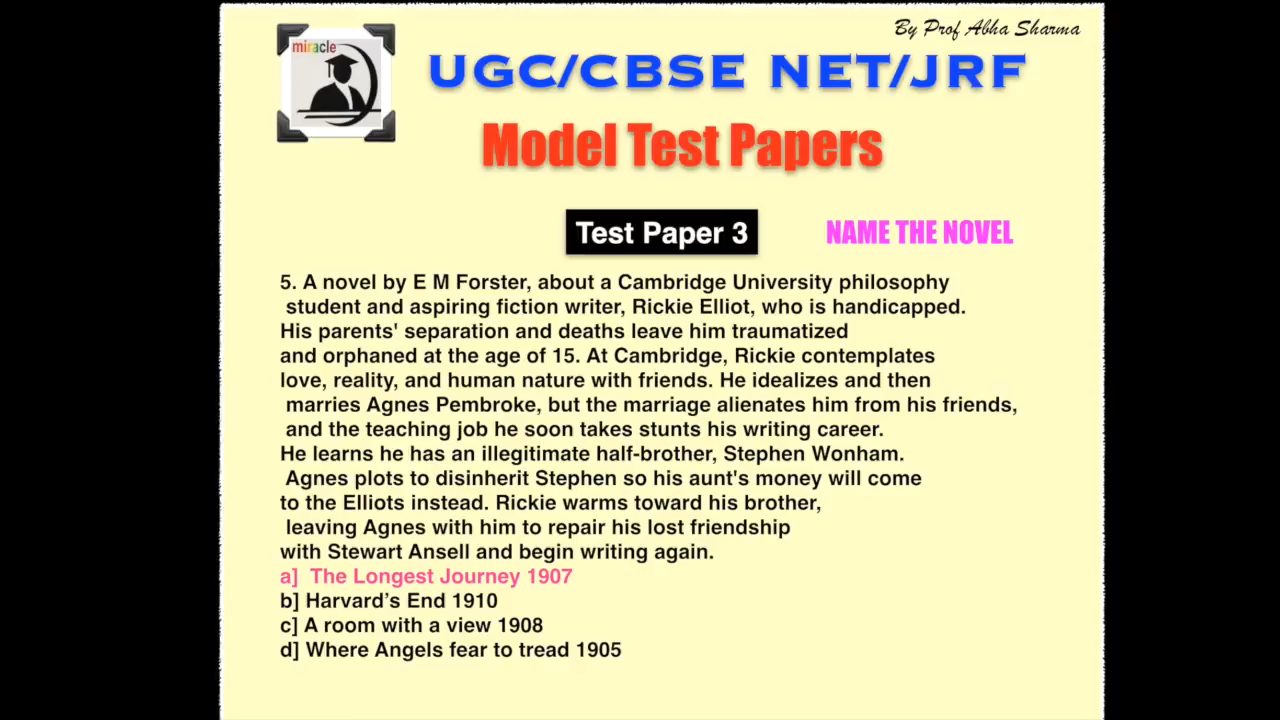 By Prof Abha Sharma
miracle
UGC/CBSE NET/JRF
Model Test Papers
Test Paper 3
NAME THE NOVEL
5. A novel by E M Forster, about a Cambridge University philosophy
student and aspiring fiction writer, Rickie Elliot, who is handicapped.
His parents' separation and deaths leave him traumatized
and orphaned at the age of 15. At Cambridge, Rickie contemplates
love, reality, and human nature with friends. He idealizes and then
marries Agnes Pembroke, but the marriage alienates him from his friends,
and the teaching job he soon takes stunts his writing career.
He learns he has an illegitimate half-brother, Stephen Wonham.
Agnes plots to disinherit Stephen so his aunt's money will come
to the Elliots instead. Rickie warms toward his brother,
leaving Agnes with him to repair his lost friendship
with Stewart Ansell and begin writing again.
a] The Longest Journey 1907
b] Harvard’s End 1910
c] A room with a view 1908
d] Where Angels fear to tread 1905